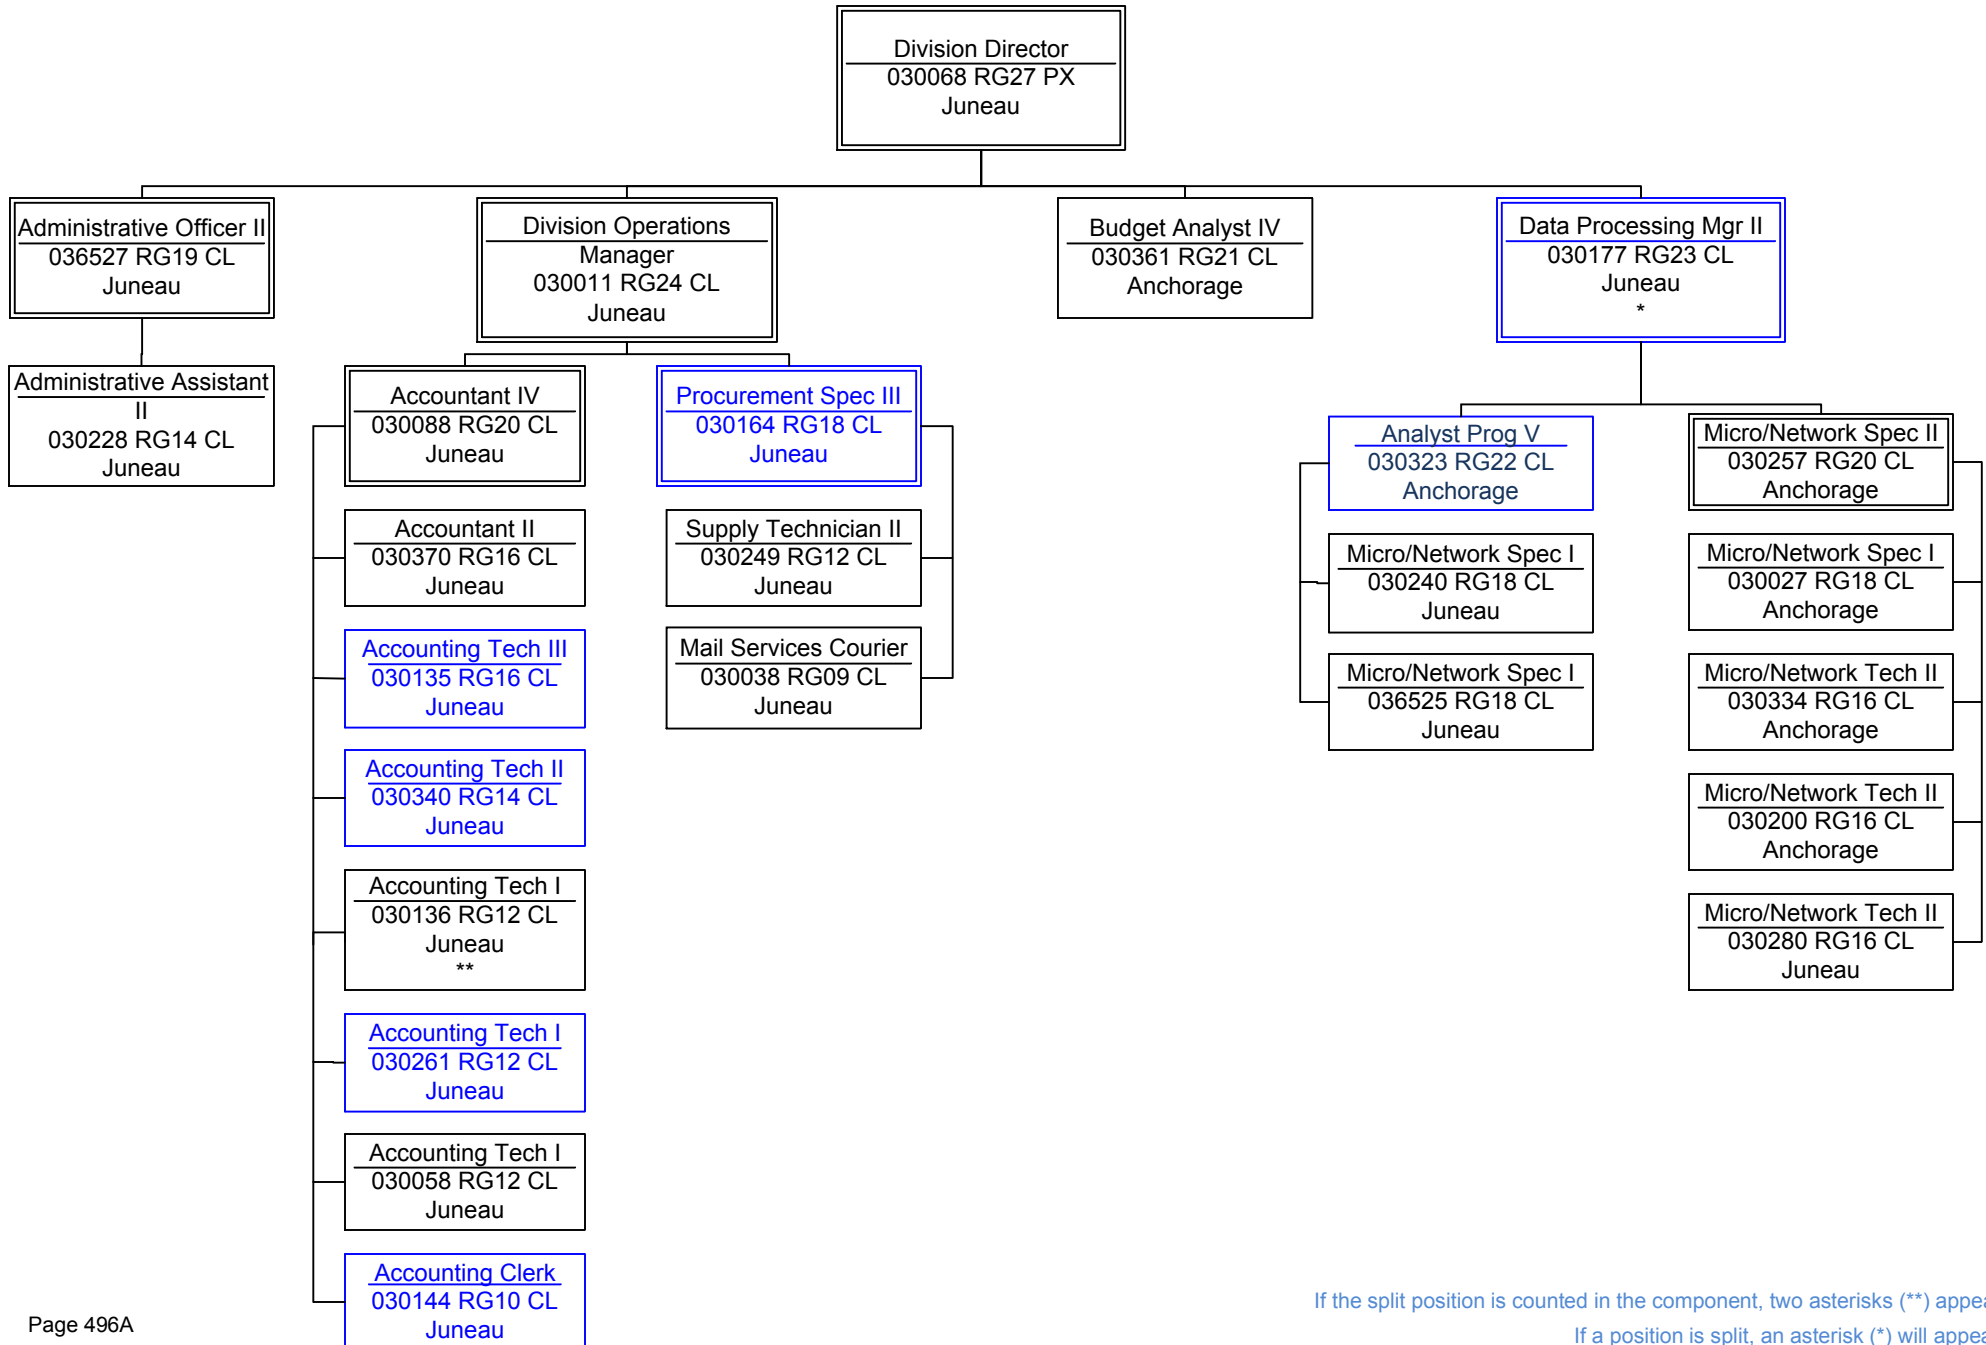 Division Director
030068 RG27 PX
Juneau
Administrative Officer II
036527 RG19 CL
Juneau
Division Operations
Manager
030011 RG24 CL
Juneau
Budget Analyst IV
030361 RG21 CL
Anchorage
Data Processing Mgr II
030177 RG23 CL
Juneau
*
Administrative Assistant
II
030228 RG14 CL
Juneau
Accountant IV
030088 RG20 CL
Juneau
Procurement Spec III
030164 RG18 CL
Juneau
Analyst Prog V
030323 RG22 CL
Anchorage
Micro/Network Spec II
030257 RG20 CL
Anchorage
Accountant II
030370 RG16 CL
Juneau
Supply Technician II
030249 RG12 CL
Juneau
Micro/Network Spec I
030240 RG18 CL
Juneau
Micro/Network Spec I
030027 RG18 CL
Anchorage
Accounting Tech III
030135 RG16 CL
Juneau
Mail Services Courier
030038 RG09 CL
Juneau
Micro/Network Spec I
036525 RG18 CL
Juneau
Micro/Network Tech II
030334 RG16 CL
Anchorage
Accounting Tech II
030340 RG14 CL
Juneau
Micro/Network Tech II
030200 RG16 CL
Anchorage
Accounting Tech I
030136 RG12 CL
Juneau
**
Micro/Network Tech II
030280 RG16 CL
Juneau
Accounting Tech I
030261 RG12 CL
Juneau
Accounting Tech I
030058 RG12 CL
Juneau
Accounting Clerk
030144 RG10 CL
Juneau
If the split position is counted in the component, two asterisks (**) appea
If a position is split, an asterisk (*) will appea
Page 496A